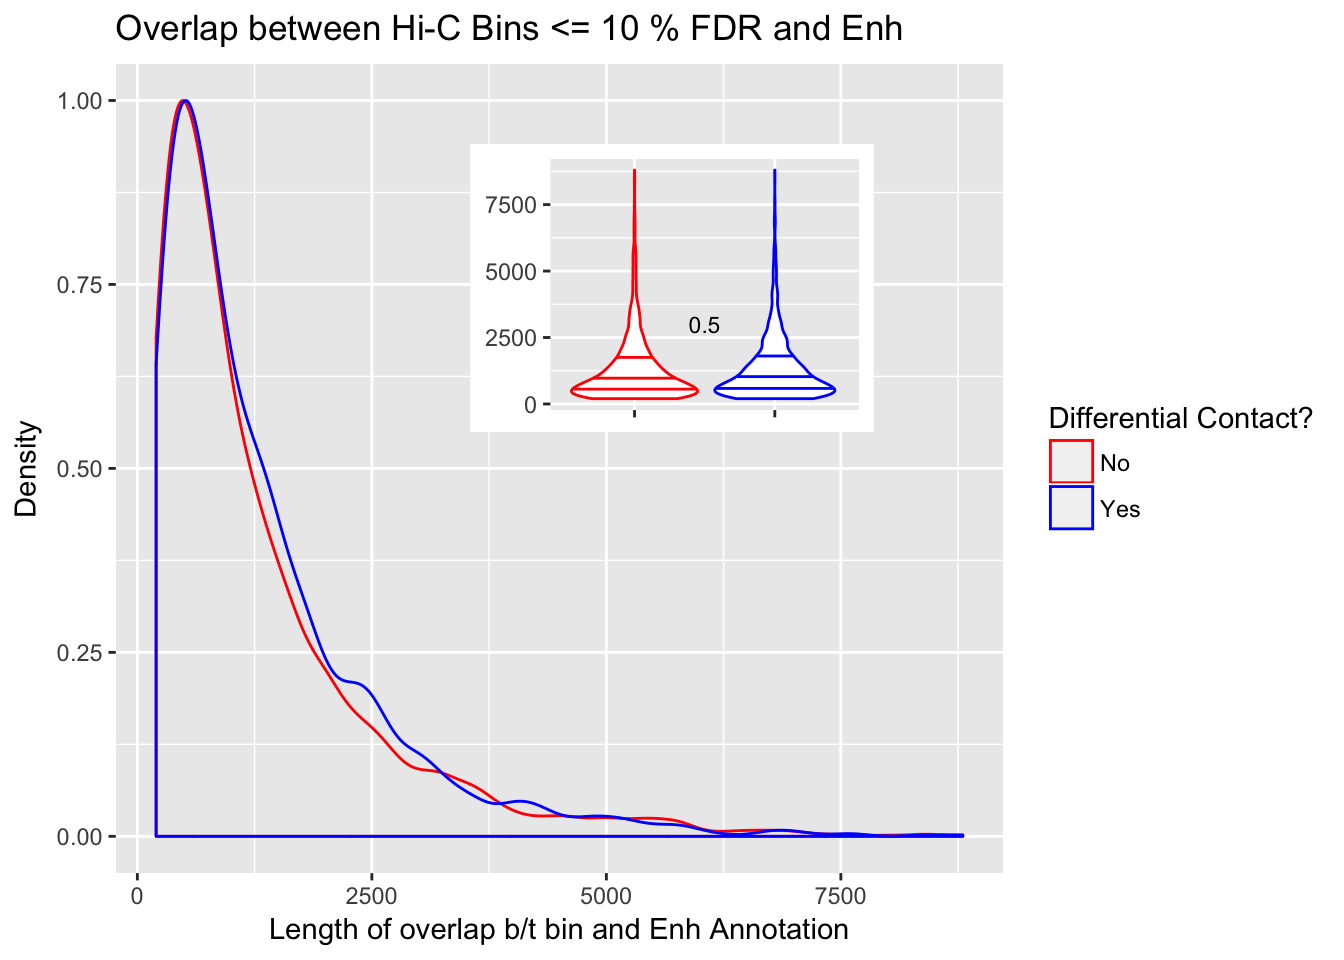 Overlap between Hi-C Bins <= 10 % FDR and Enh
1.00
0.75
0.50
0.25
0.00
Density
0
2500
5000
7500
Length of overlap b/t bin and Enh Annotation
7500
5000
2500
0
0.5
Differential Contact?
No
Yes